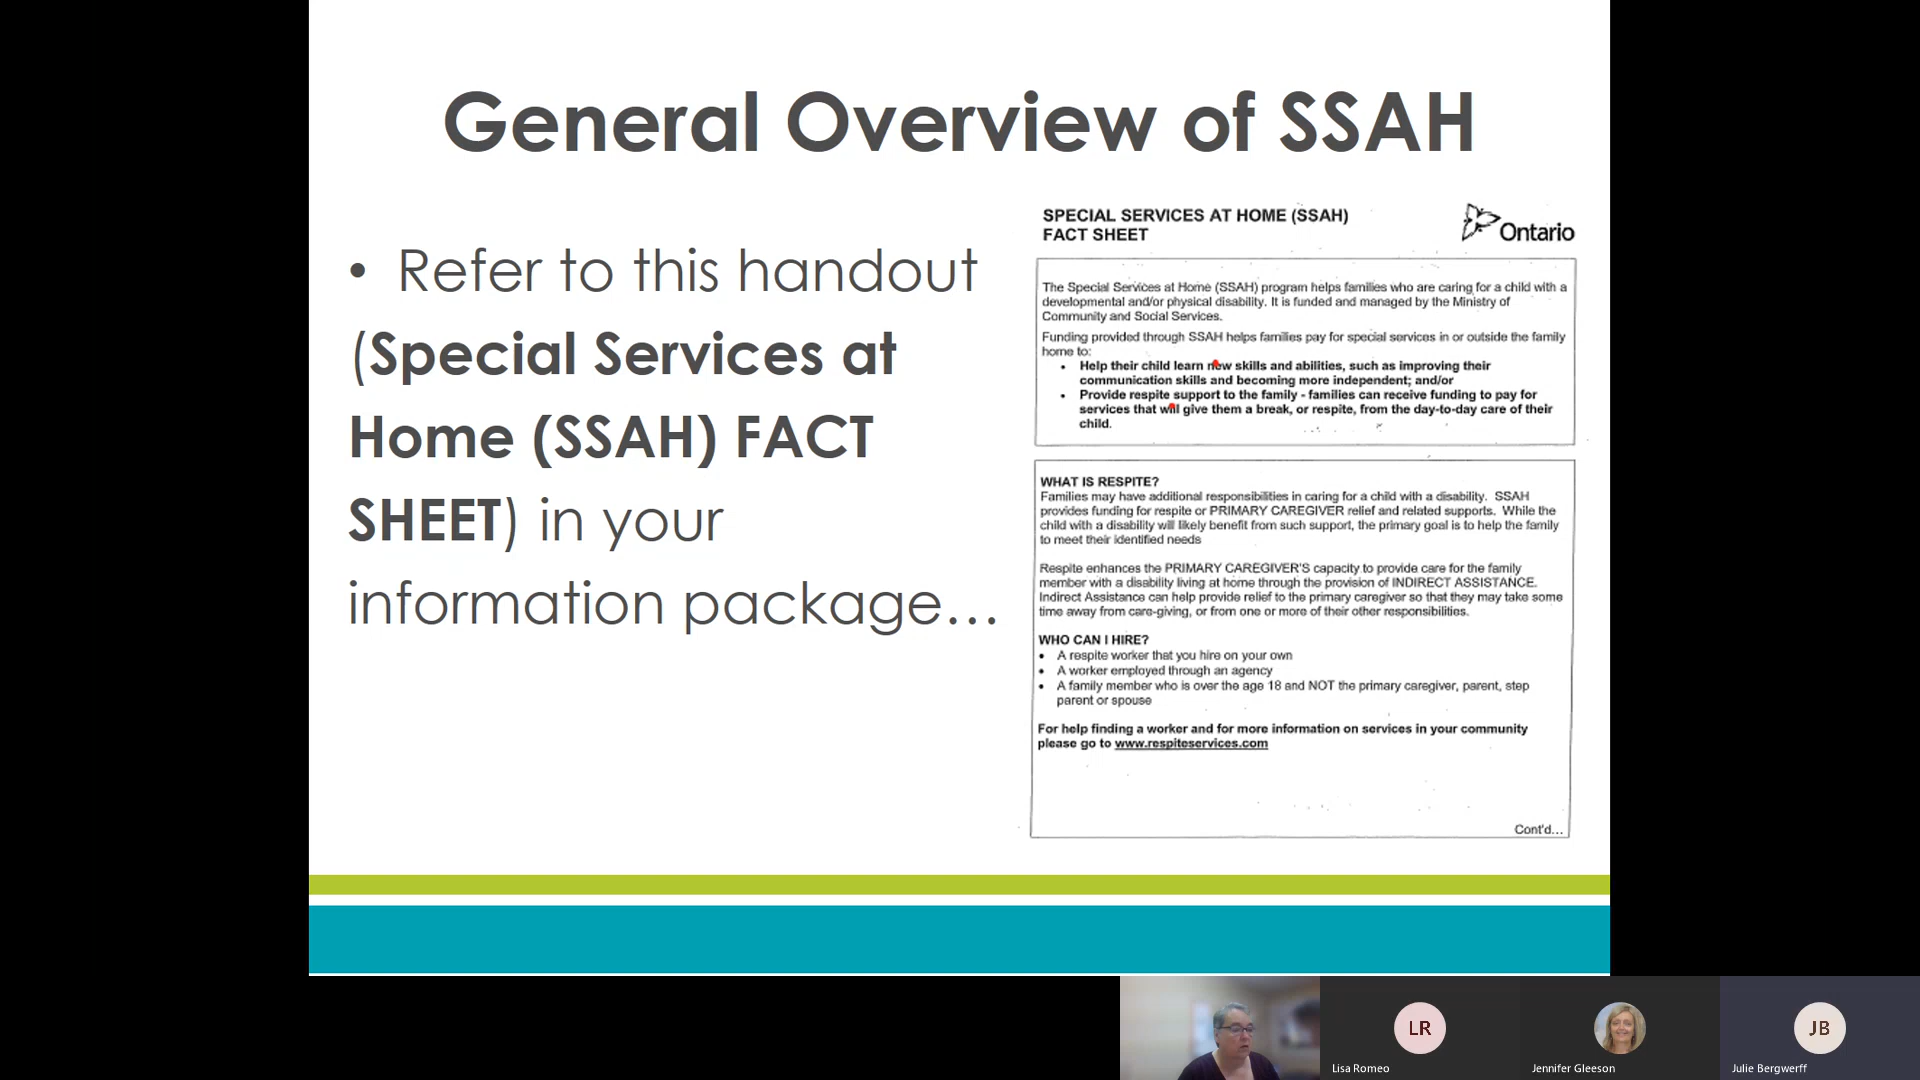 General Overview of SSAH
• Refer to this handout
(Special Services at
Home (SSAH) FACT
SHEET) in your
information package…
SPECIAL SERVICES AT HOME (SSAH)
FACT SHEET
Ontario
The Special Services at Home (SSAH) program helps families who are caring for a child with a
developmental and/or physical disability. It is funded and managed by the Ministry of
Community and Social Services.
Funding provided through SSAH helps families pay for special services in or outside the family
home to:
• Help their child learn new skills and abilities, such as improving their
communication skills and becoming more independent; and/or
• Provide respite support to the family - families can receive funding to pay for
services that will give them a break, or respite, from the day-to-day care of their
child.
WHAT IS RESPITE?
Families may have additional responsibilities in caring for a child with a disability. SSAH
provides funding for respite or PRIMARY CAREGIVER relief and related supports. While the
child with a disability will likely benefit from such support, the primary goal is to help the family
to meet their identified needs
Respite enhances the PRIMARY CAREGIVER'S capacity to provide care for the family
member with a disability living at home through the provision of INDIRECT ASSISTANCE.
Indirect Assistance can help provide relief to the primary caregiver so that they may take some
time away from care-giving, or from one or more of their other responsibilities.
WHO CAN I HIRE?
• A respite worker that you hire on your own
• A worker employed through an agency
• A family member who is over the age 18 and NOT the primary caregiver, parent, step
parent or spouse
For help finding a worker and for more information on services in your community
please go to www.respiteservices.com
Cont'd...
LR
JB
Lisa Romeo
Jennifer Gleeson
Julie Bergwerff